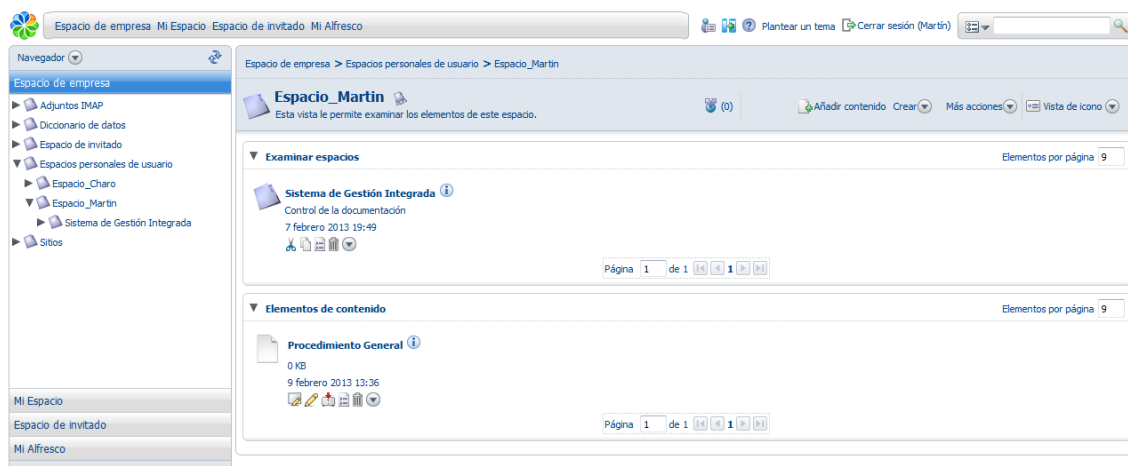 Espacio de empresa Mi Espacio Espacio de invitado Mi Alfresco
Plantear un tema Cerrar sesión (Martín)
Navegador
Espacio de empresa
Adjuntos IMAP
Diccionario de datos
Espacio de invitado
Espacios personales de usuario
Espacio_Charo
Espacio_Martin
Sistema de Gestión Integrada
Sitios
Mi Espacio
Espacio de invitado
Mi Alfresco
Espacio de empresa > Espacios personales de usuario > Espacio_Martin
Espacio_Martin
Esta vista le permite examinar los elementos de este espacio.
(0)
Añadir contenido Crear Más acciones Vista de icono
Examinar espacios
Elementos por página 9
Sistema de Gestión Integrada
Control de la documentación
7 febrero 2013 19:49
Página 1 de 1 1
Elementos de contenido
Elementos por página 9
Procedimiento General
0 KB
9 febrero 2013 13:36
Página 1 de 1 1